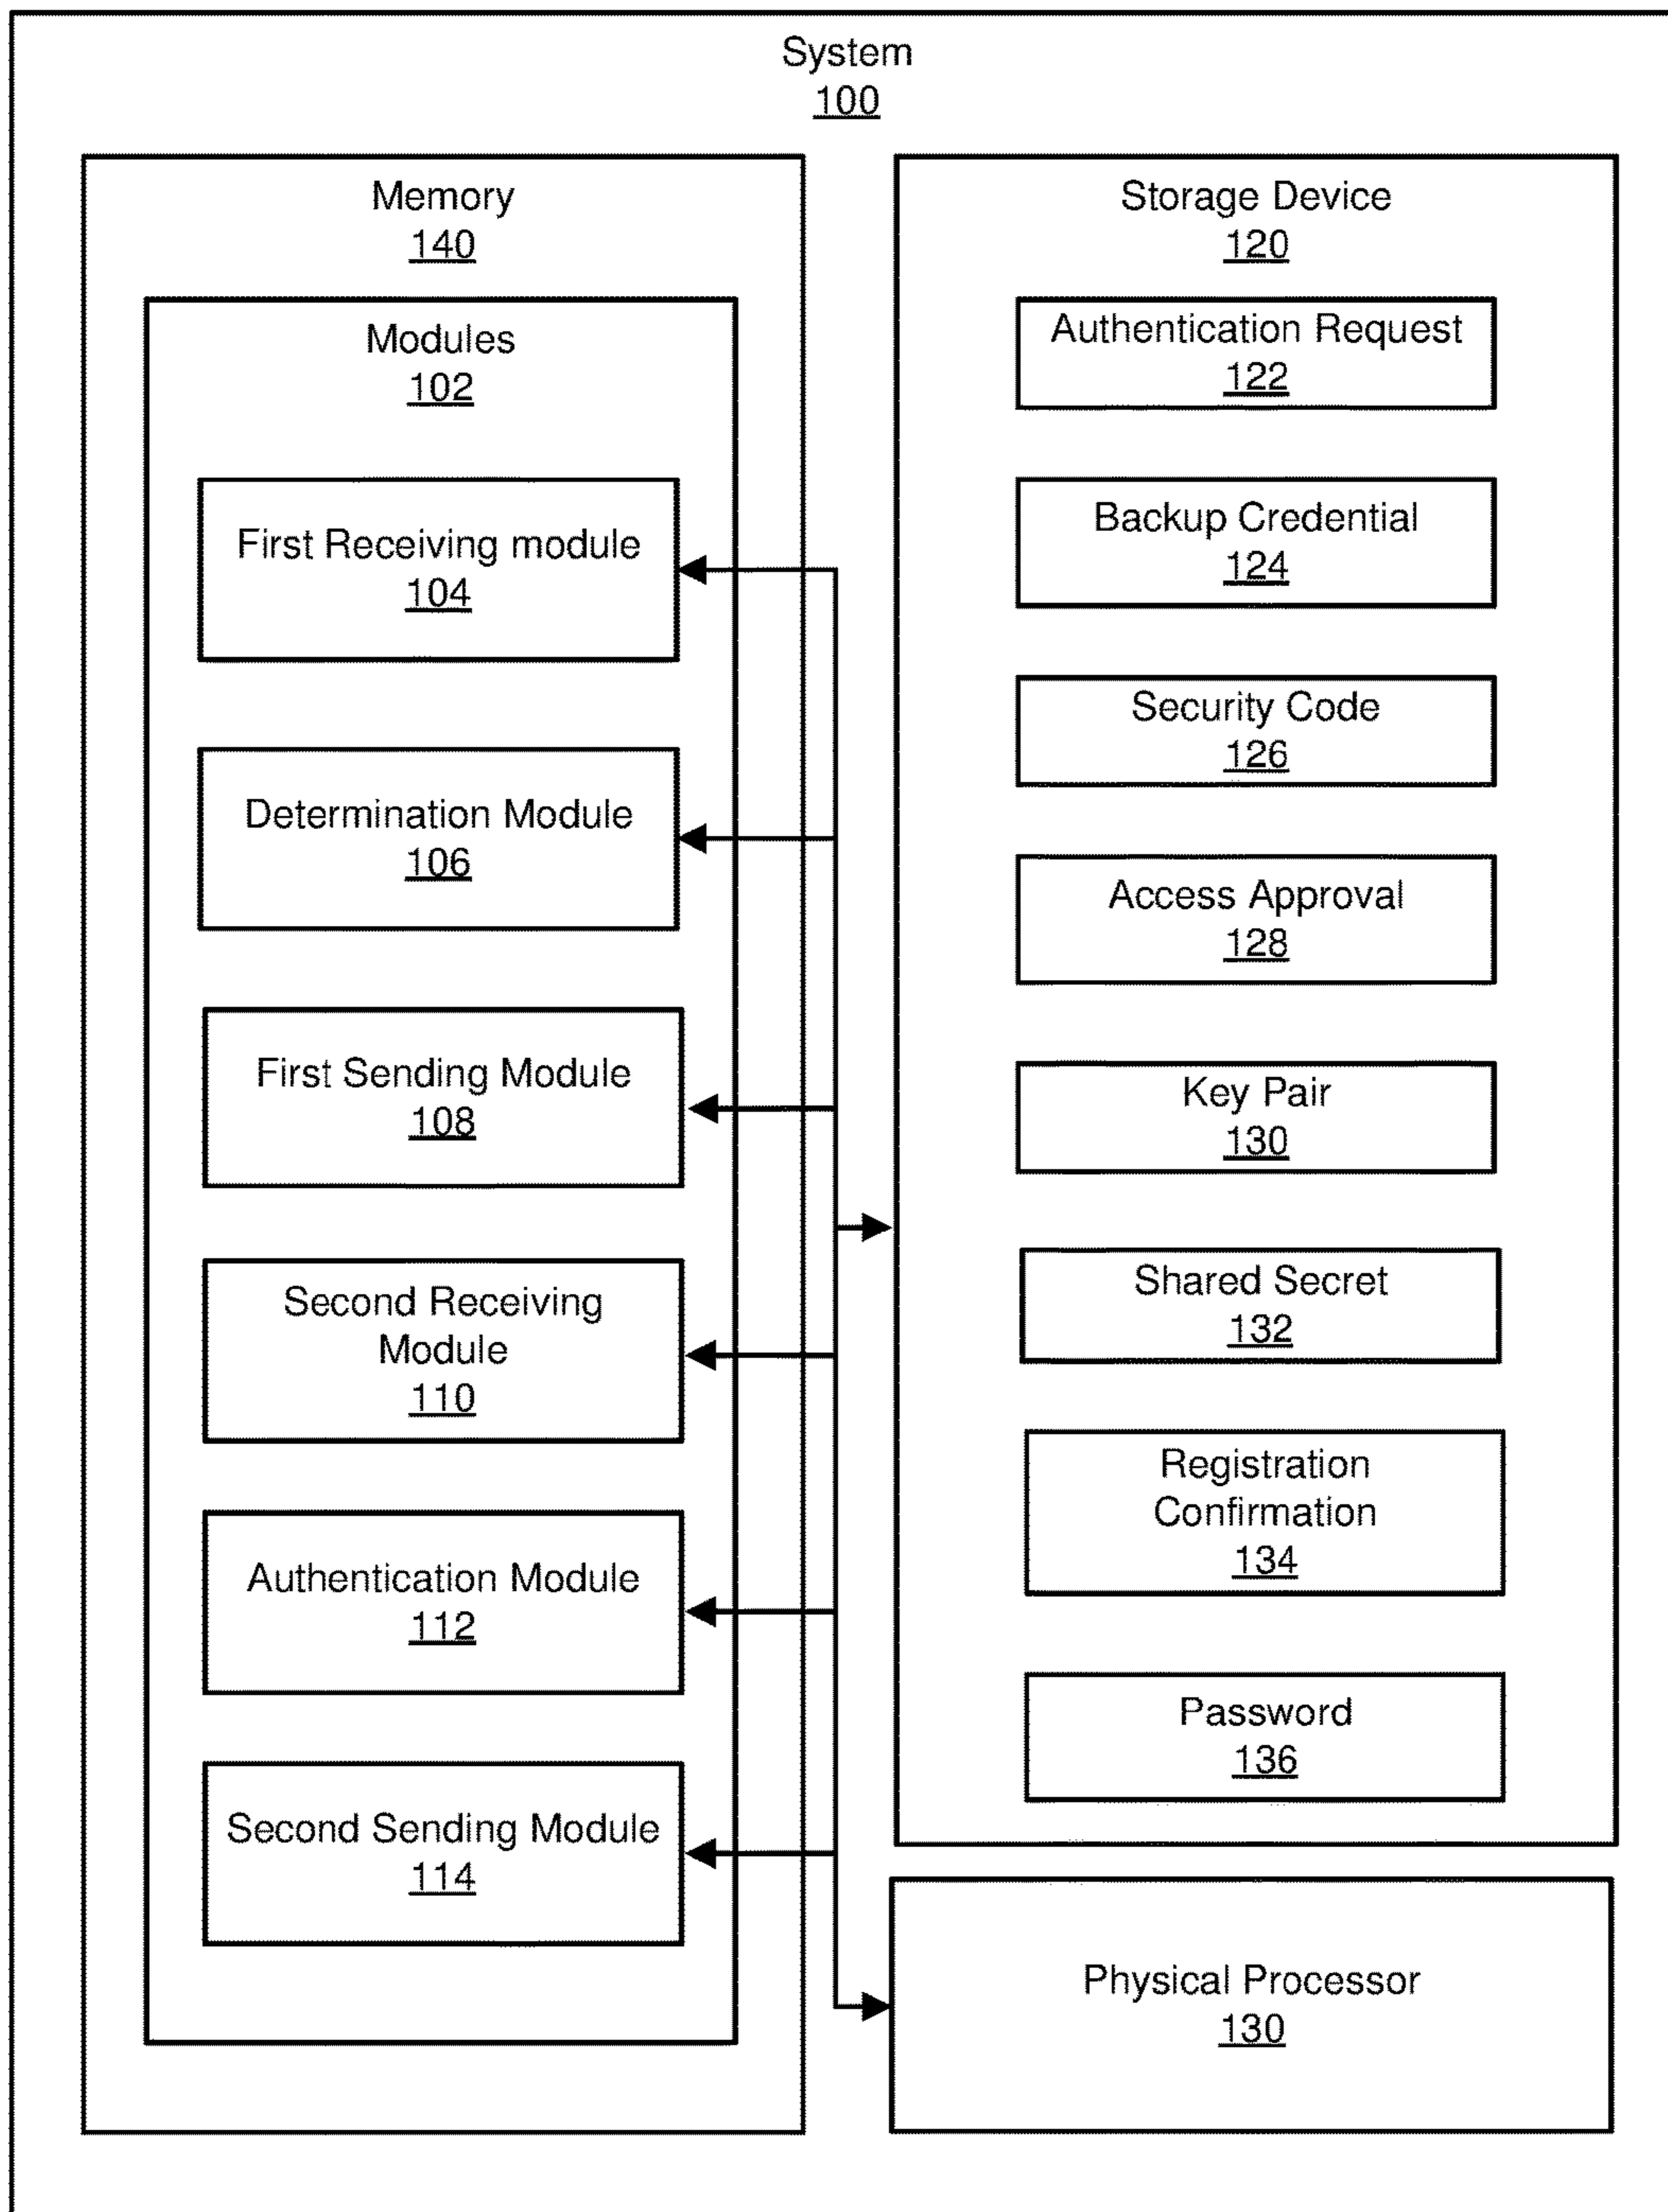 System
100
Memory
140
Modules
102
First Receiving module
104
Determination Module
106
First Sending Module
108
Second Receiving
Module
110
Authentication Module
112
Second Sending Module
114
Storage Device
120
Authentication Request
122
Backup Credential
124
Security Code
126
Access Approval
128
Key Pair
130
Shared Secret
132
Registration
Confirmation
134
Password
136
Physical Processor
130